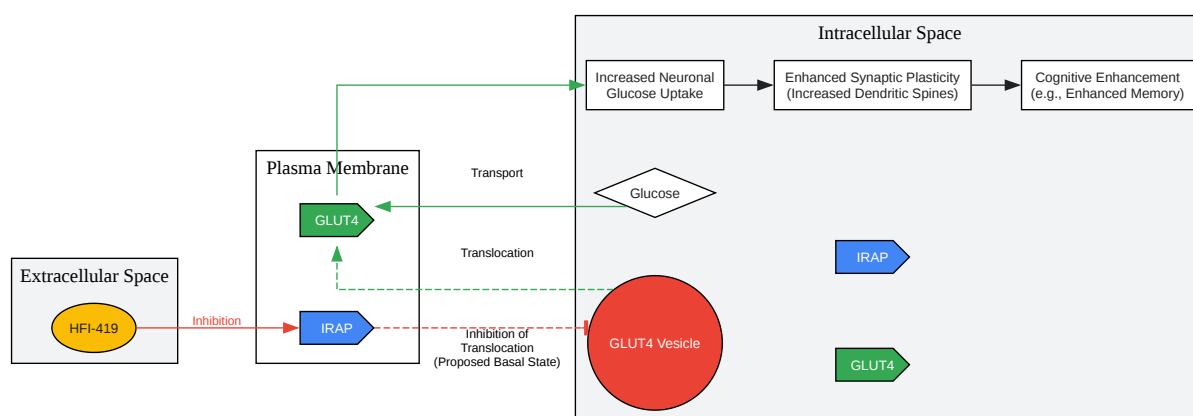 Intracellular Space
Increased Neuronal
Glucose Uptake
Enhanced Synaptic Plasticity
(Increased Dendritic Spines)
Cognitive Enhancement
(e.g., Enhanced Memory)
Plasma Membrane
Transport
Glucose
GLUT4
Translocation
IRAP
Extracellular Space
HFI-419
Inhibition
IRAP
Inhibition of
Translocation
(Proposed Basal State)
GLUT4 Vesicle
GLUT4